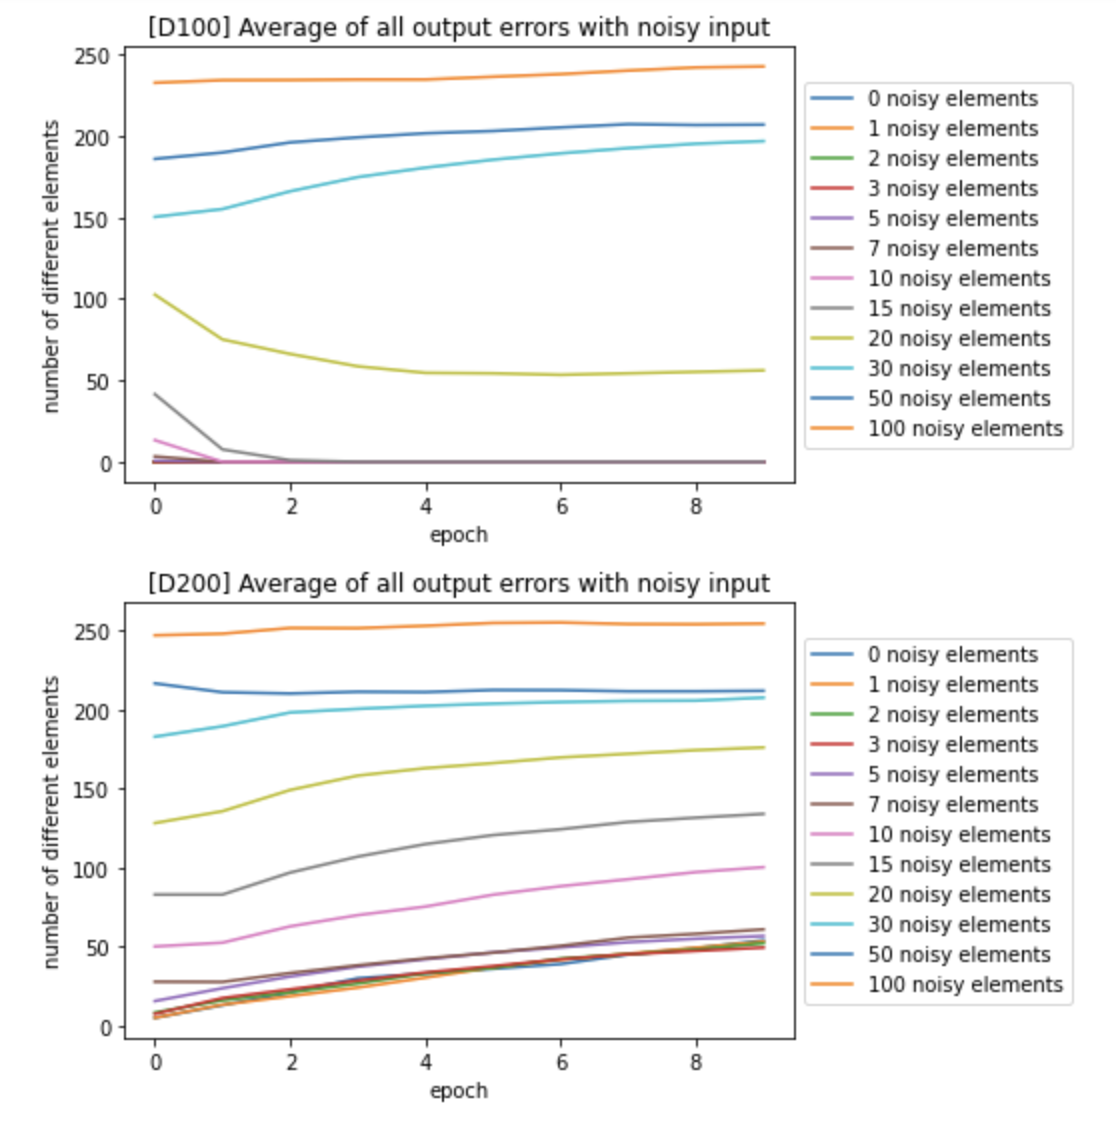 [D100] Average of all output errors with noisy input
number of different elements
250
200
150
100
50
0
0 2 4 6 8
epoch
0 noisy elements
1 noisy elements
2 noisy elements
3 noisy elements
5 noisy elements
7 noisy elements
10 noisy elements
15 noisy elements
20 noisy elements
30 noisy elements
50 noisy elements
100 noisy elements
[D200] Average of all output errors with noisy input
number of different elements
250
200
150
100
50
0
0 2 4 6 8
epoch
0 noisy elements
1 noisy elements
2 noisy elements
3 noisy elements
5 noisy elements
7 noisy elements
10 noisy elements
15 noisy elements
20 noisy elements
30 noisy elements
50 noisy elements
100 noisy elements